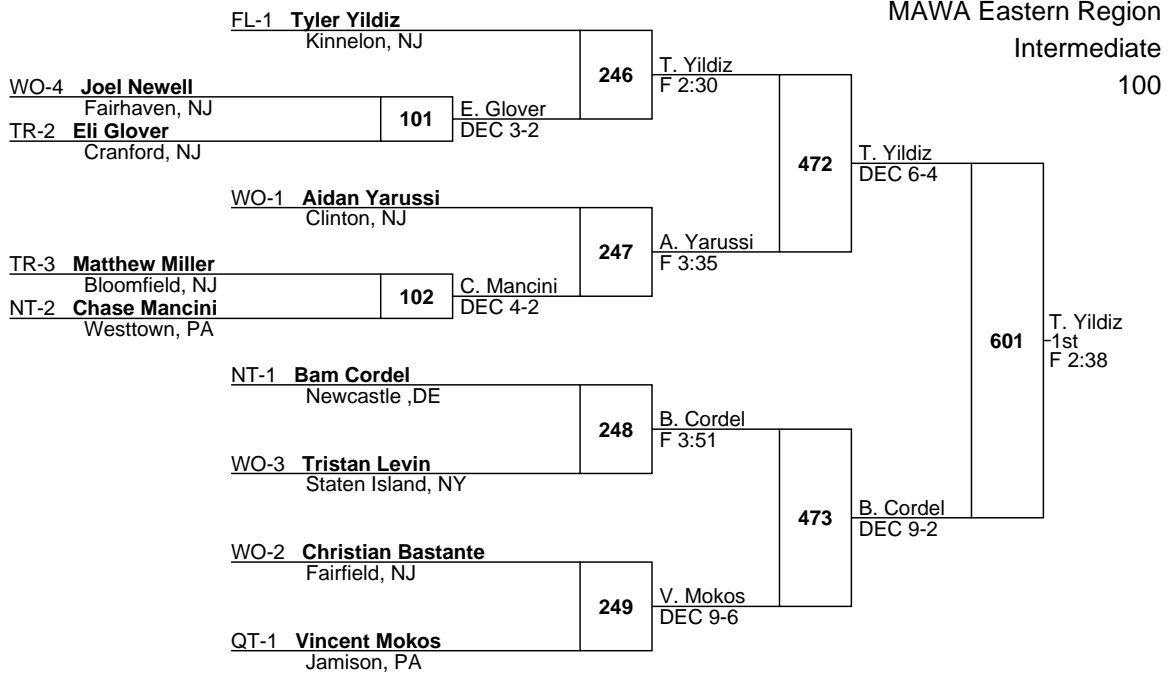 MAWA Eastern Region
Intermediate
100
FL-1 Tyler Yildiz
Kinnelon, NJ
246
T. Yildiz
F 2:30
WO-4 Joel Newell
Fairhaven, NJ
101
E. Glover
DEC 3-2
TR-2 Eli Glover
Cranford, NJ
472
T. Yildiz
DEC 6-4
WO-1 Aidan Yarussi
Clinton, NJ
247
A. Yarussi
F 3:35
TR-3 Matthew Miller
Bloomfield, NJ
102
C. Mancini
DEC 4-2
NT-2 Chase Mancini
Westtown, PA
601
T. Yildiz
1st
F 2:38
NT-1 Bam Cordel
Newcastle ,DE
248
B. Cordel
F 3:51
WO-3 Tristan Levin
Staten Island, NY
473
B. Cordel
DEC 9-2
WO-2 Christian Bastante
Fairfield, NJ
249
V. Mokos
DEC 9-6
QT-1 Vincent Mokos
Jamison, PA